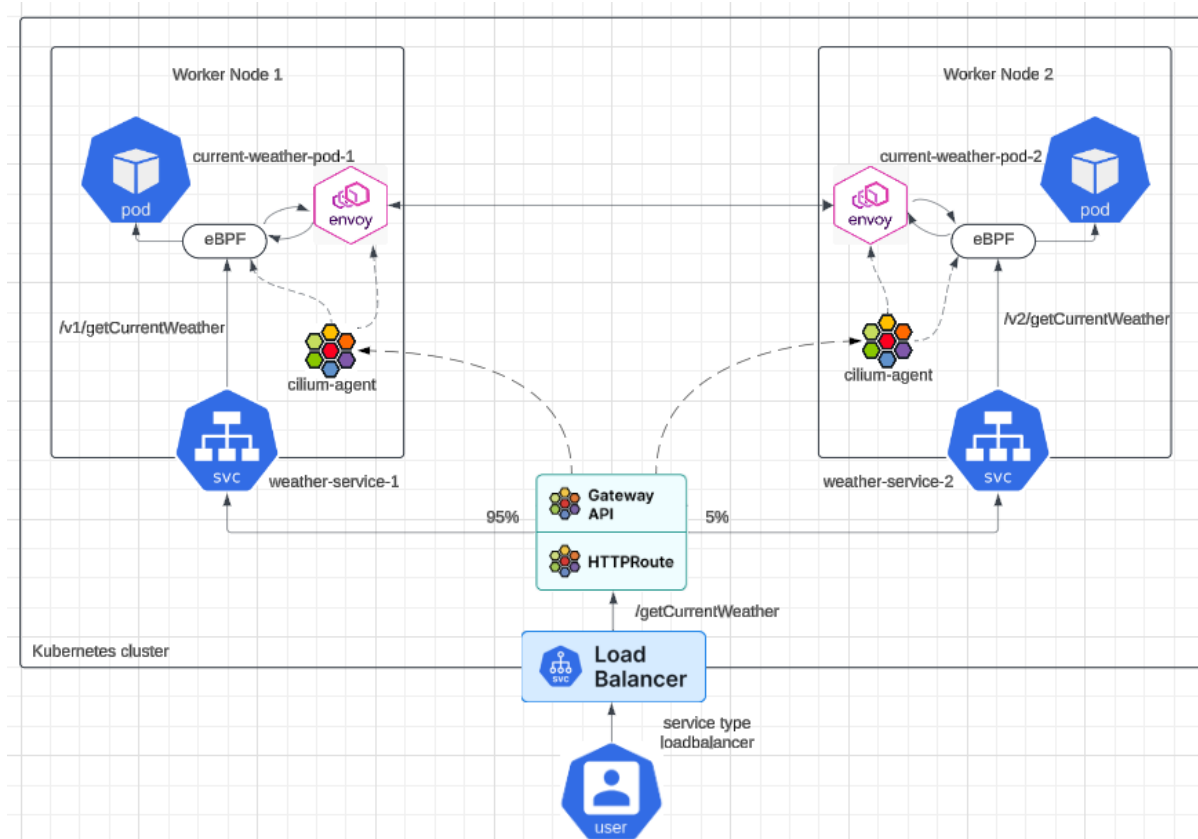 Worker Node 1
Worker Node 2
current-weather-pod-1
current-weather-pod-2
pod
envoy
envoy
pod
eBPF
eBPF
/v1/getCurrentWeather
/v2/getCurrentWeather
cilium-agent
cilium-agent
svc
weather-service-1
weather-service-2
svc
Gateway
API
95%
5%
HTTPRoute
/getCurrentWeather
Kubernetes cluster
svc
Load
Balancer
service type
loadbalancer
user